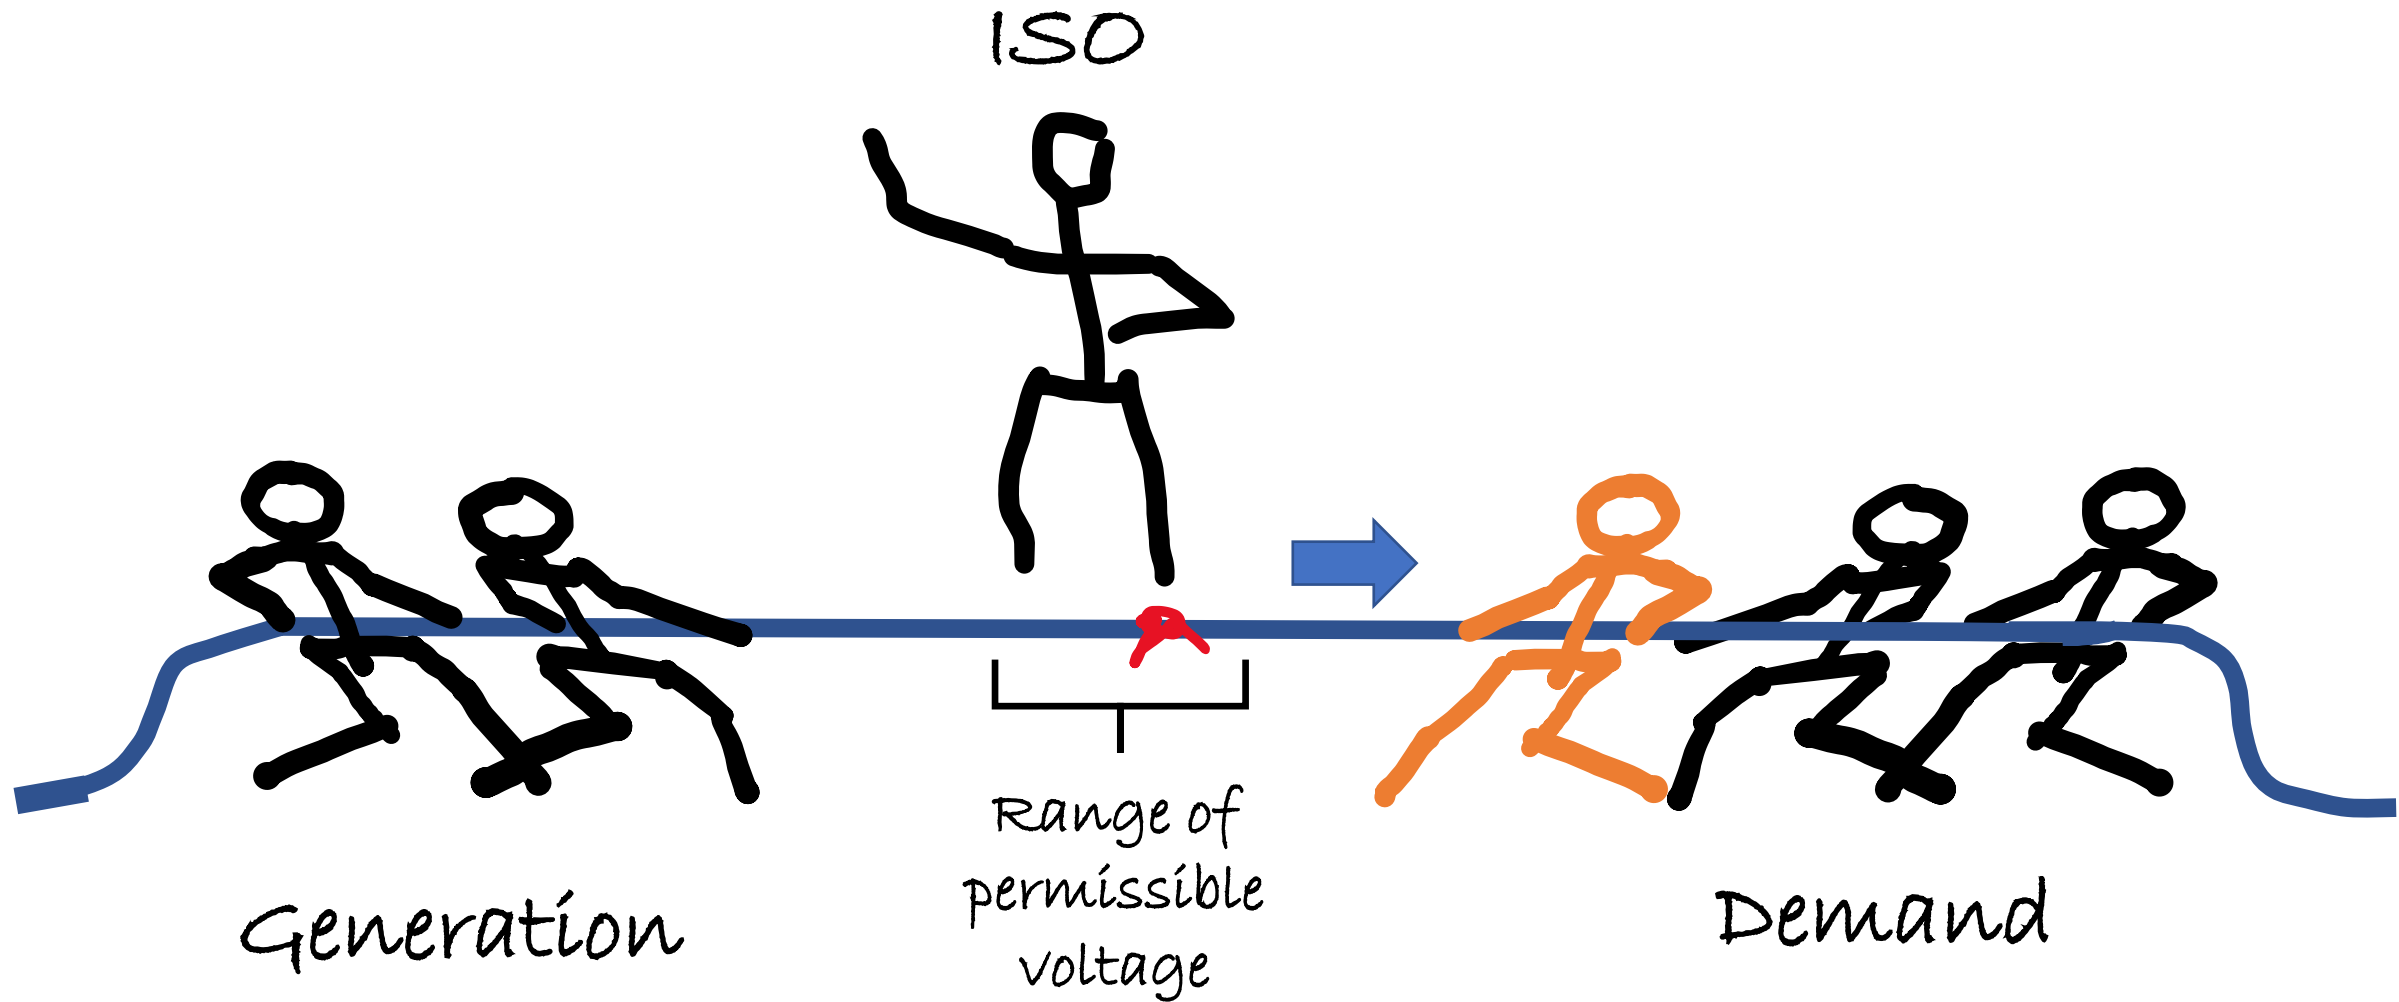 ISO
Range of
permissible
voltage
Generation
Demand